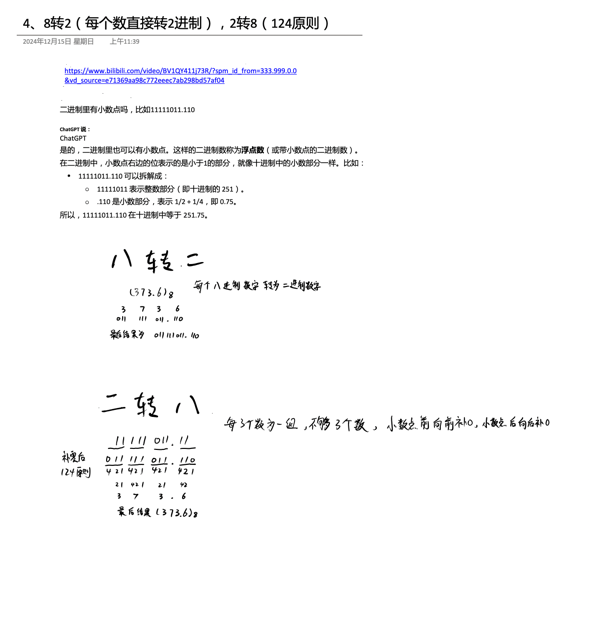 4、8转2（每个数直接转2进制），2转8（124原则）
2024年12月15日 星期日 上午11:39
https://www.bilibili.com/video/BV1QY411j73R/?spm_id_from=333.999.0.0
&vd_source=e71369aa98c772eeec7ab298bd57af04
二进制里有小数点吗，比如11111011.110
ChatGPT 说：
ChatGPT
是的，二进制里也可以有小数点。这样的二进制数称为浮点数（或带小数点的二进制数）。
在二进制中，小数点右边的位表示的是小于1的部分，就像十进制中的小数部分一样。比如：
• 11111011.110 可以拆解成：
○ 11111011 表示整数部分（即十进制的 251）。
○ .110 是小数部分，表示 1/2 + 1/4，即 0.75。
所以，11111011.110 在十进制中等于 251.75。
八转二
(373.6)8 每个八进制数字转为二进制数字
3 7 3 6
011 111 011 . 110
最后结果为 011 111 011. 110
二转八
每3个数为一组，不够3个数，小数点前向前补0，小数点后向后补0
11 111 011 . 11
补零后 011 111 011 . 110
124原则 421 421 421 . 421
21 421 21 42
3 7 3 . 6
最后结果 (373.6)8